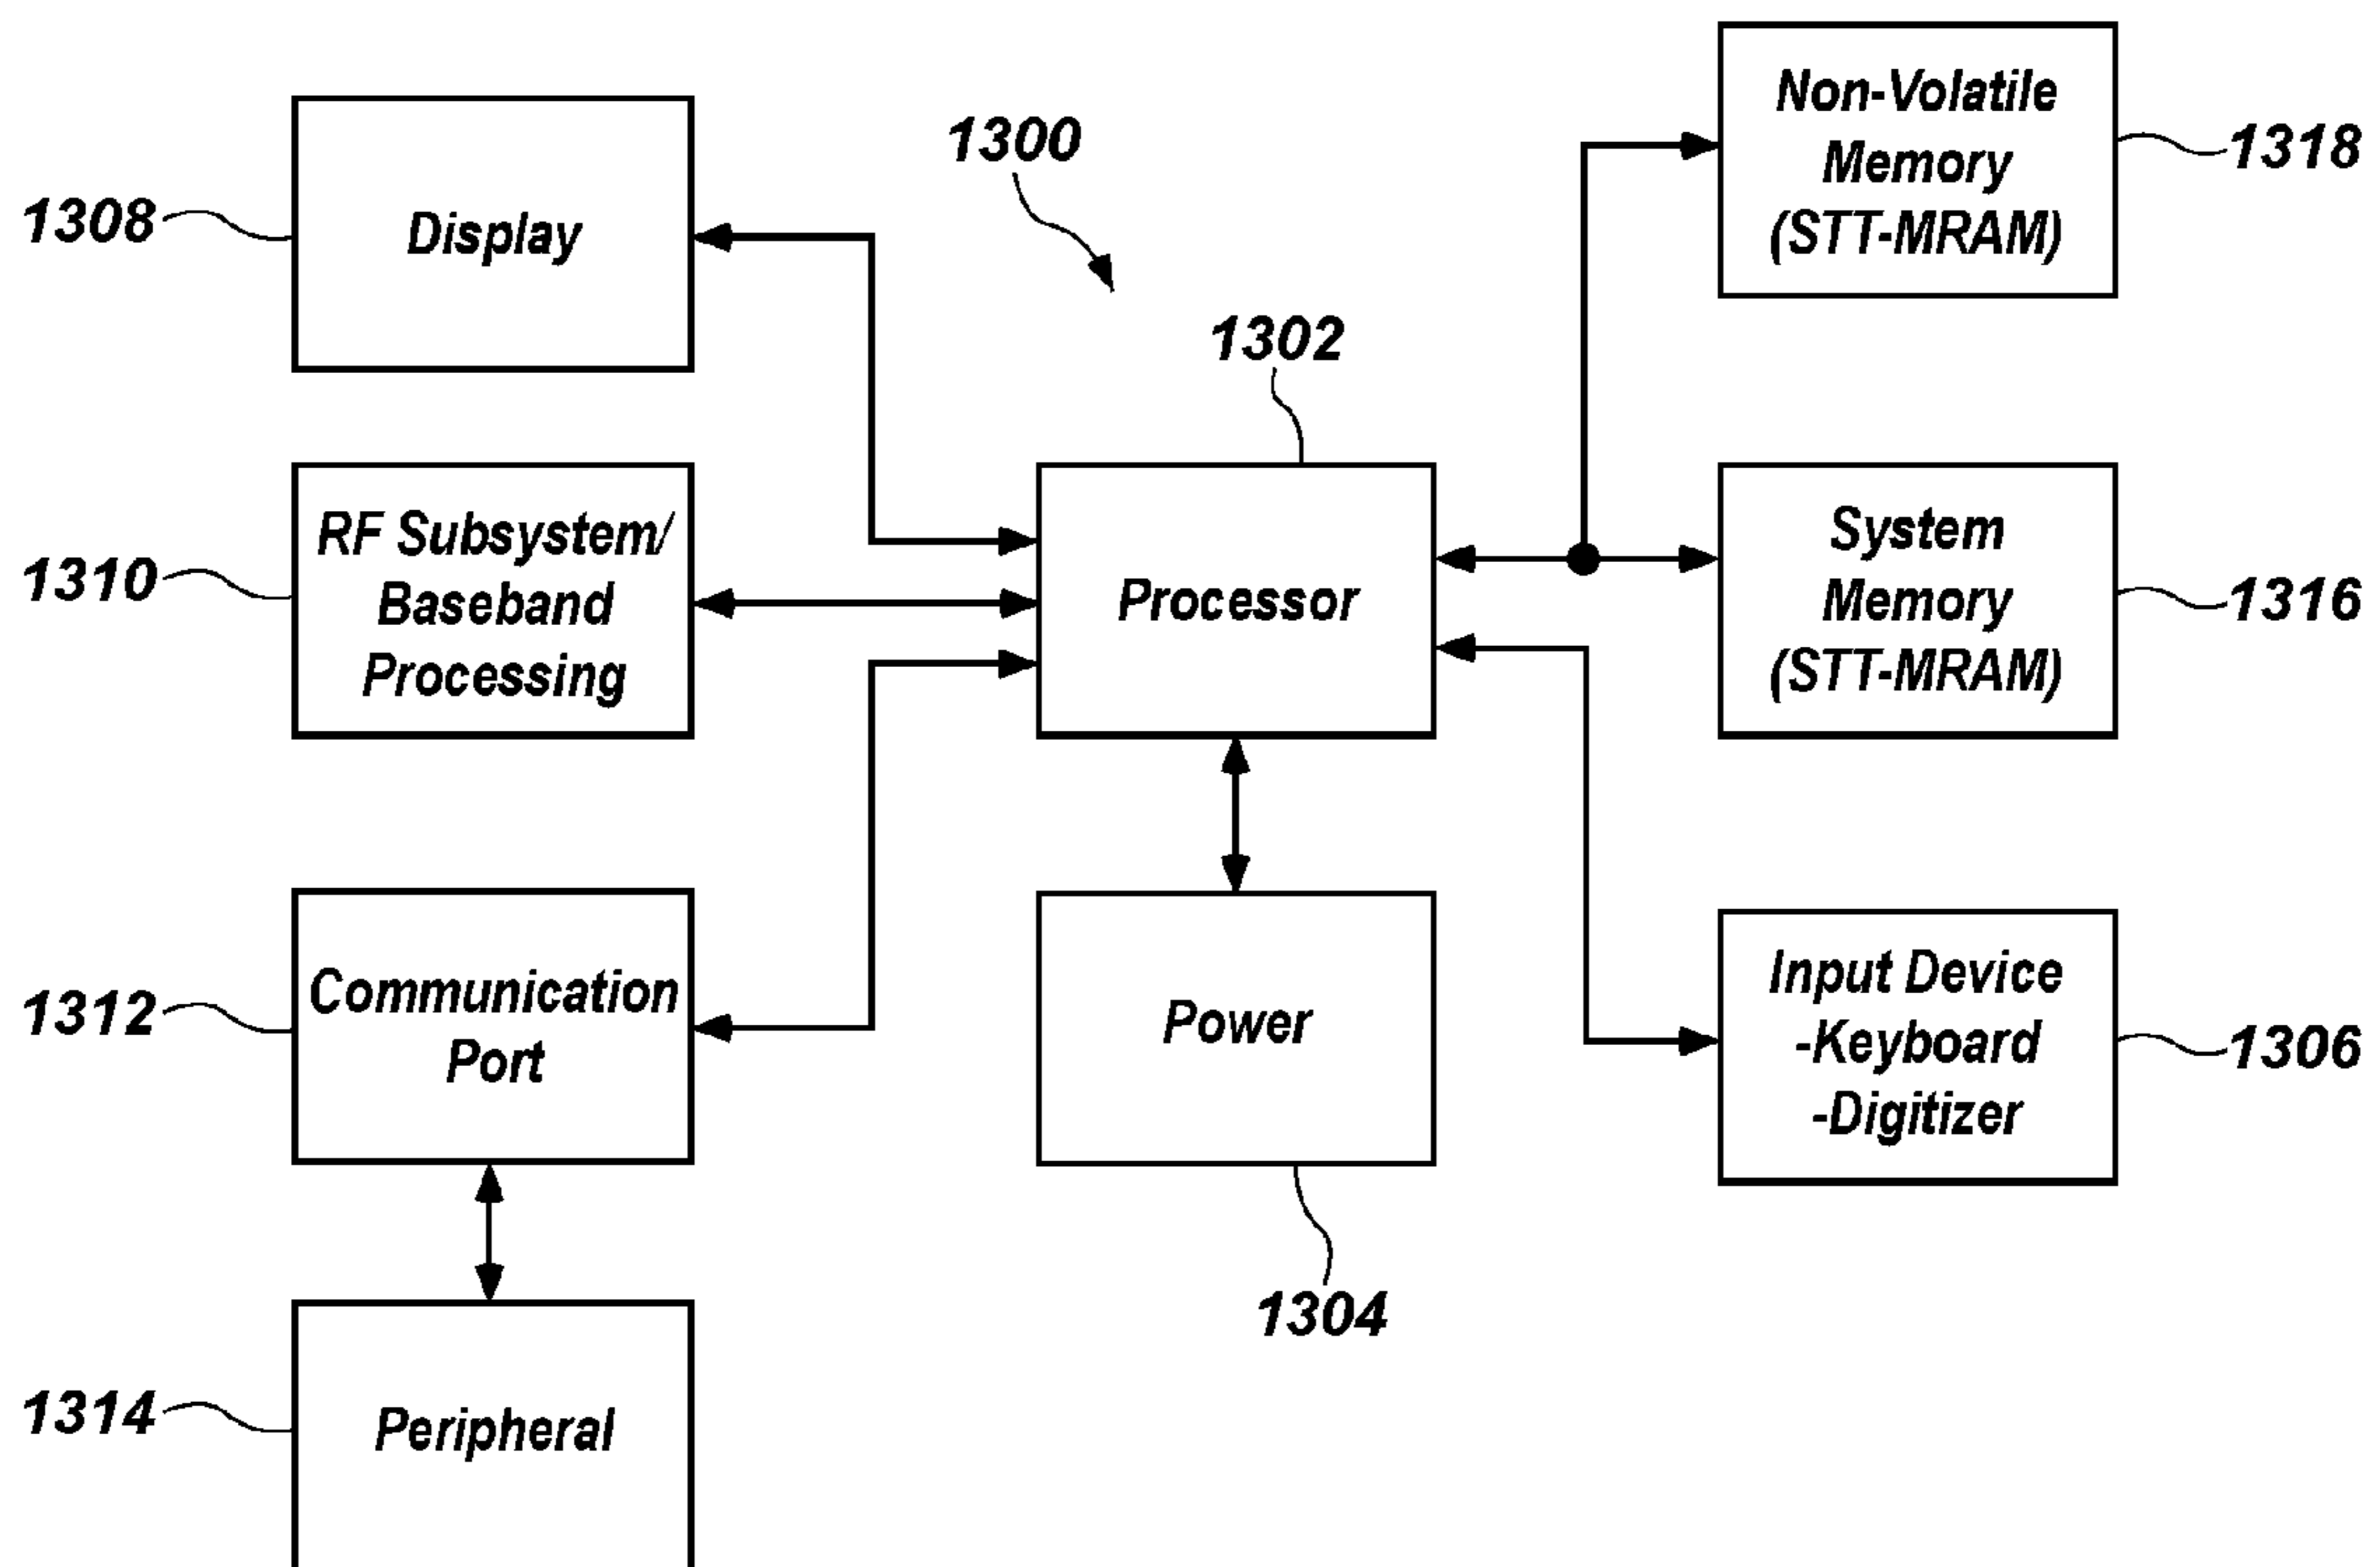 1300
1308
Display
Non-Volatile
Memory
(STT-MRAM)
1318
1302
1310
RF Subsystem/
Baseband
Processing
Processor
System
Memory
(STT-MRAM)
1316
1312
Communication
Port
Power
1304
Input Device
-Keyboard
-Digitizer
1306
1314
Peripheral